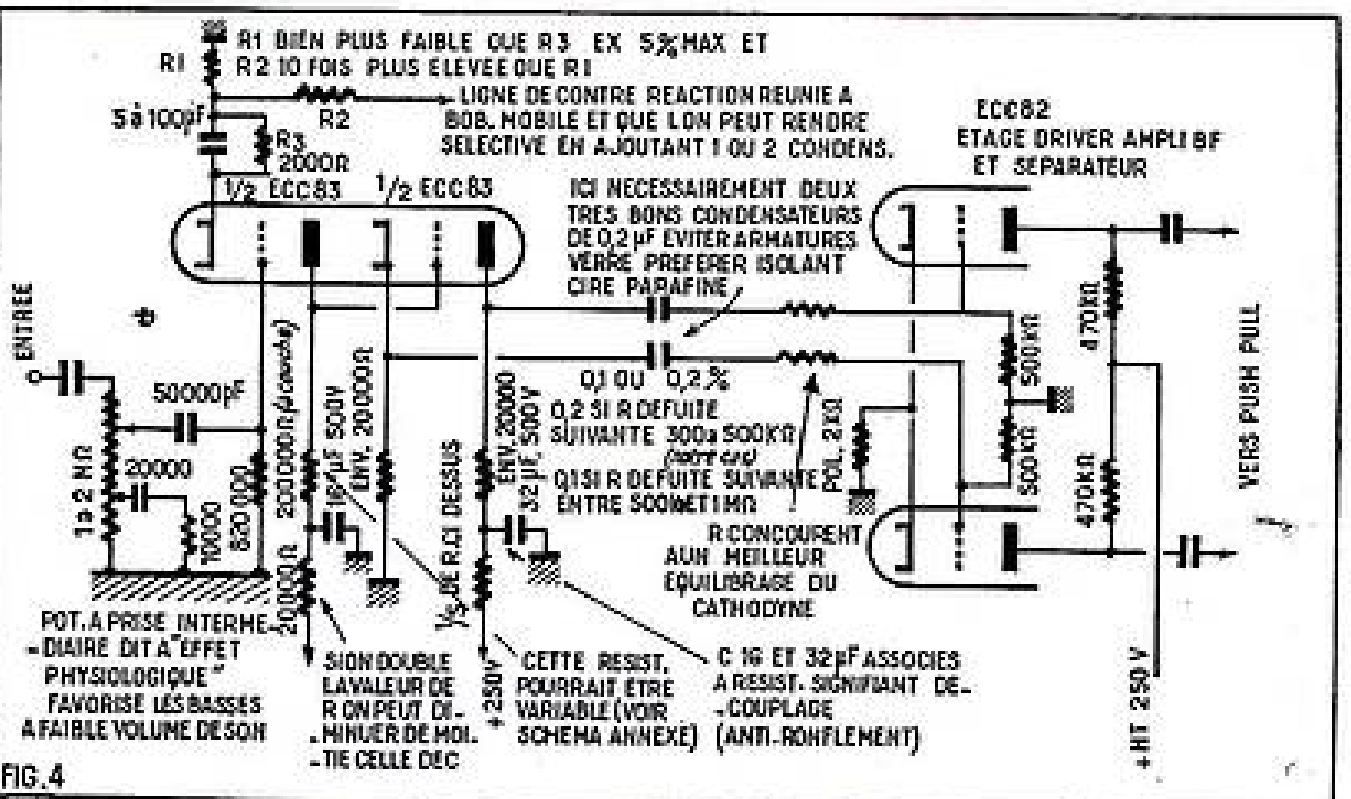 R1 BIEN PLUS FAIBLE QUE R3 EX 5% MAX ET
R2 10 FOIS PLUS ELEVEE QUE R1
R1
5 à 100µF
R2
LIGNE DE CONTRE REACTION REUNIE A
BOB. MOBILE ET QUE LON PEUT RENDRE
SELECTIVE EN AJOUTANT 1 OU 2 CONDENS.
R3
2000Ω
1/2 ECC83
1/2 ECC83
ECC82
ETAGE DRIVER AMPLI BF
ET SEPARATEUR
ICI NECESSAIREMENT DEUX
TRES BONS CONDENSATEURS
DE 0,2 µF EVITER ARMATURES
VERRE PREFERER ISOLANT
CIRE PARAFINE
ENTREE
50000pF
1 à 2 MΩ
20000
10000
820 000
200000Ω (à couche)
20000Ω
16 µF 500V
ENV. 20000Ω
1/5 DE R.CI DESSUS
ENV. 20000
32 µF. 500V
+ 250V
0,1 OU 0,2 %
0,2 SI R DEFUITE
SUIVANTE 300 à 500KΩ
0,1 SI R DEFUITE SUIVANTE
ENTRE 500k ET 1 MΩ
R CONCOURENT
A UN MEILLEUR
EQUILIBRAGE DU
CATHODYNE
POL. 2KΩ
500KΩ
500KΩ
470KΩ
470KΩ
VERS PUSH PULL
+HT 250 V
POT. A PRISE INTERME-
-DIAIRE DIT A "EFFET
PHYSIOLOGIQUE"
FAVORISE LES BASSES
A FAIBLE VOLUME DE SON
SI ON DOUBLE
LA VALEUR DE
R ON PEUT DI-
-MINUER DE MOI-
-TIE CELLE DE C
CETTE RESIST.
POURRAIT ETRE
VARIABLE (VOIR
SCHEMA ANNEXE)
C 16 ET 32 µF ASSOCIES
A RESIST. SIGNIFIANT DE-
-COUPLAGE
(ANTI-RONFLEMENT)
FIG. 4